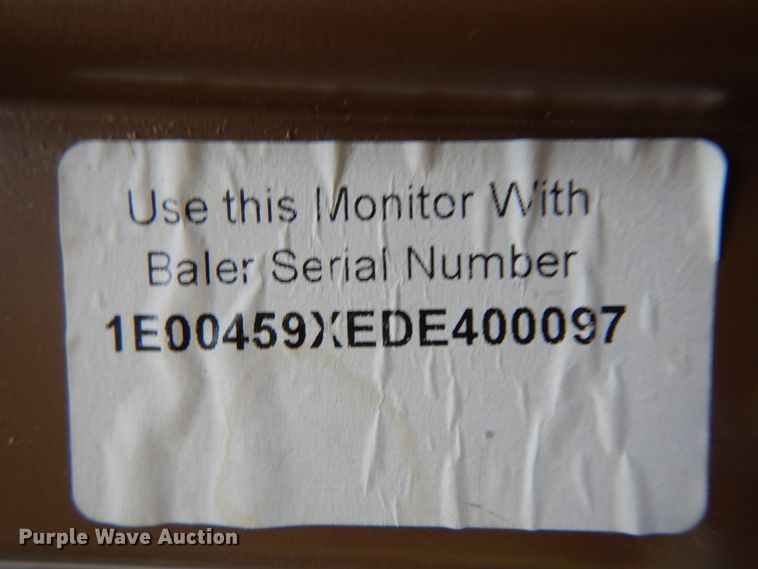 Use this Monitor With
Baler Serial Number
1E00459XEDE400097
Purple Wave Auction®